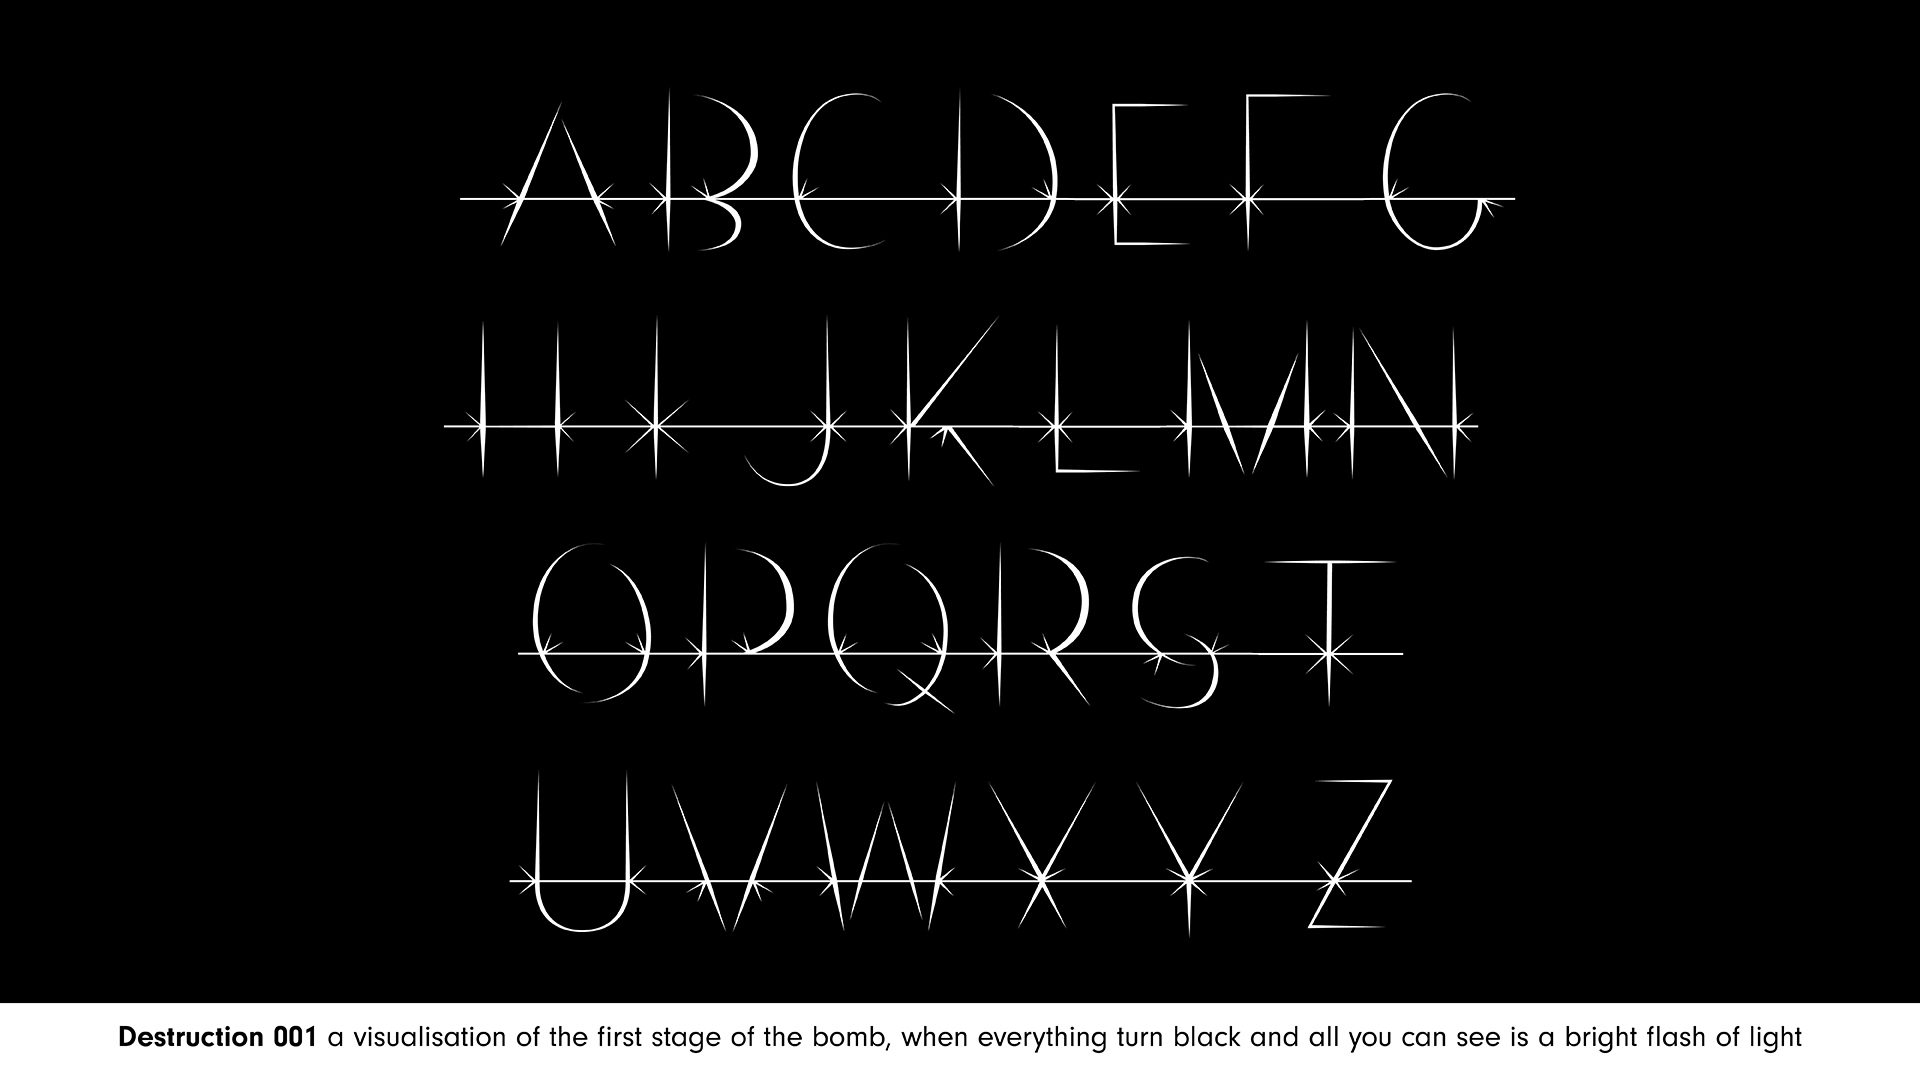 ABCDEFG
HIJKLMN
OPQRST
UVWXYZ
Destruction 001 a visualisation of the first stage of the bomb, when everything turn black and all you can see is a bright flash of light